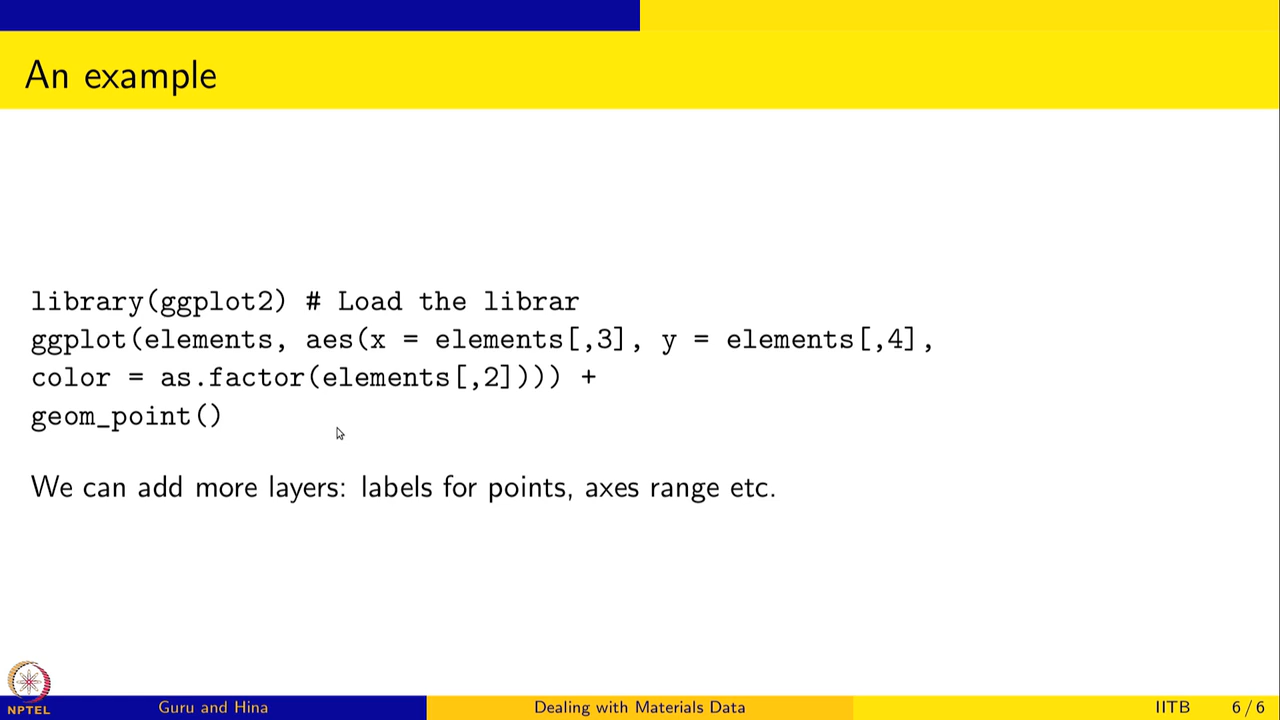 An example
library(ggplot2) # Load the librar
ggplot(elements, aes(x = elements[,3], y = elements[,4],
color = as.factor(elements[,2]))) +
geom_point()
We can add more layers: labels for points, axes range etc.
NPTEL
Guru and Hina
Dealing with Materials Data
IITB
6 / 6